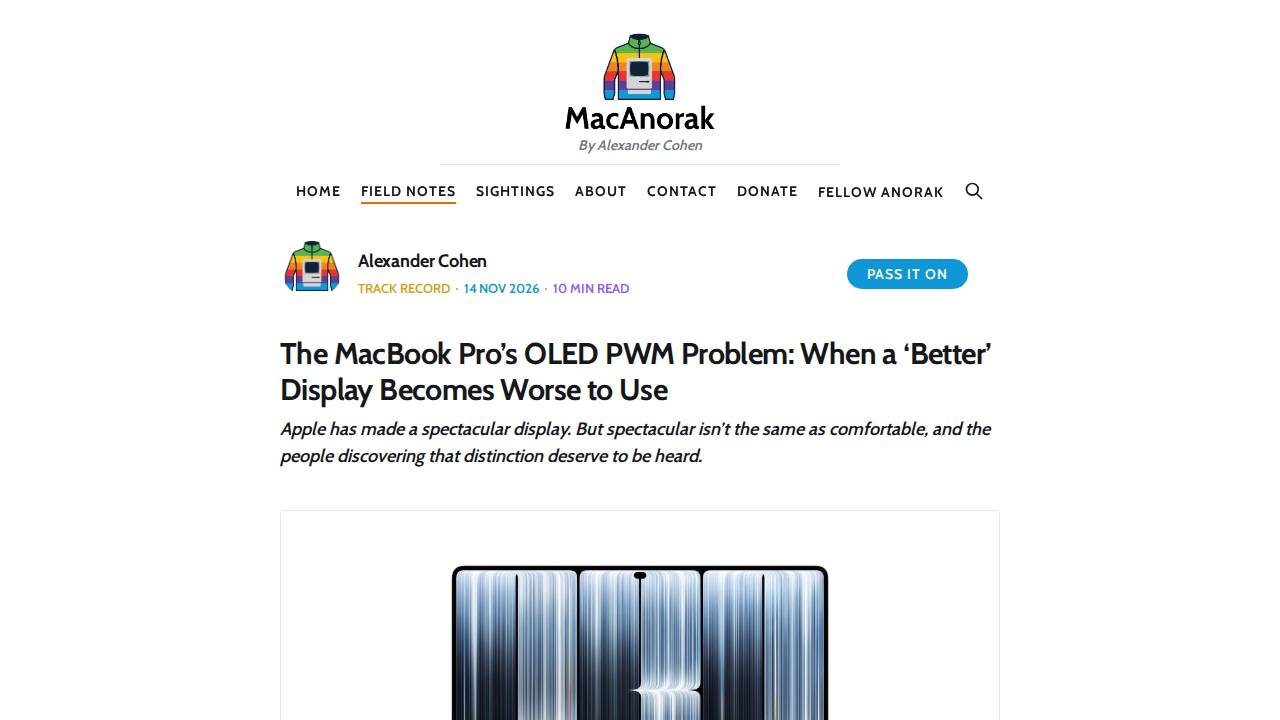 MacAnorak
By Alexander Cohen
HOME FIELD NOTES SIGHTINGS ABOUT CONTACT DONATE FELLOW ANORAK
Alexander Cohen
TRACK RECORD · 14 NOV 2026 · 10 MIN READ
PASS IT ON
The MacBook Pro’s OLED PWM Problem: When a ‘Better’
Display Becomes Worse to Use
Apple has made a spectacular display. But spectacular isn’t the same as comfortable, and the
people discovering that distinction deserve to be heard.